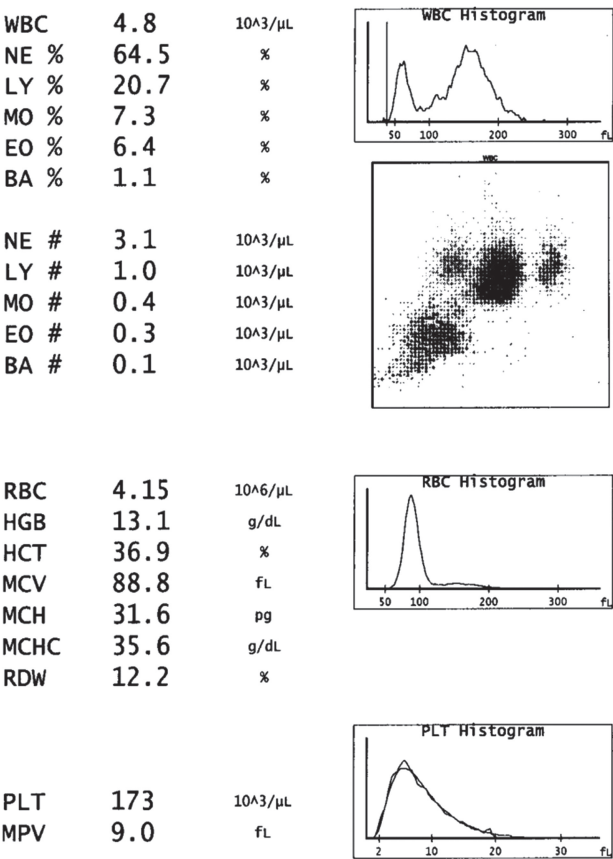 WBC 4.8 10^3/µL
NE % 64.5 %
LY % 20.7 %
MO % 7.3 %
EO % 6.4 %
BA % 1.1 %
WBC Histogram
50 100 200 300 fL
WBC
NE # 3.1 10^3/µL
LY # 1.0 10^3/µL
MO # 0.4 10^3/µL
EO # 0.3 10^3/µL
BA # 0.1 10^3/µL
RBC 4.15 10^6/µL
HGB 13.1 g/dL
HCT 36.9 %
MCV 88.8 fL
MCH 31.6 pg
MCHC 35.6 g/dL
RDW 12.2 %
RBC Histogram
50 100 200 300 fL
PLT Histogram
2 10 20 30 fL
PLT 173 10^3/µL
MPV 9.0 fL